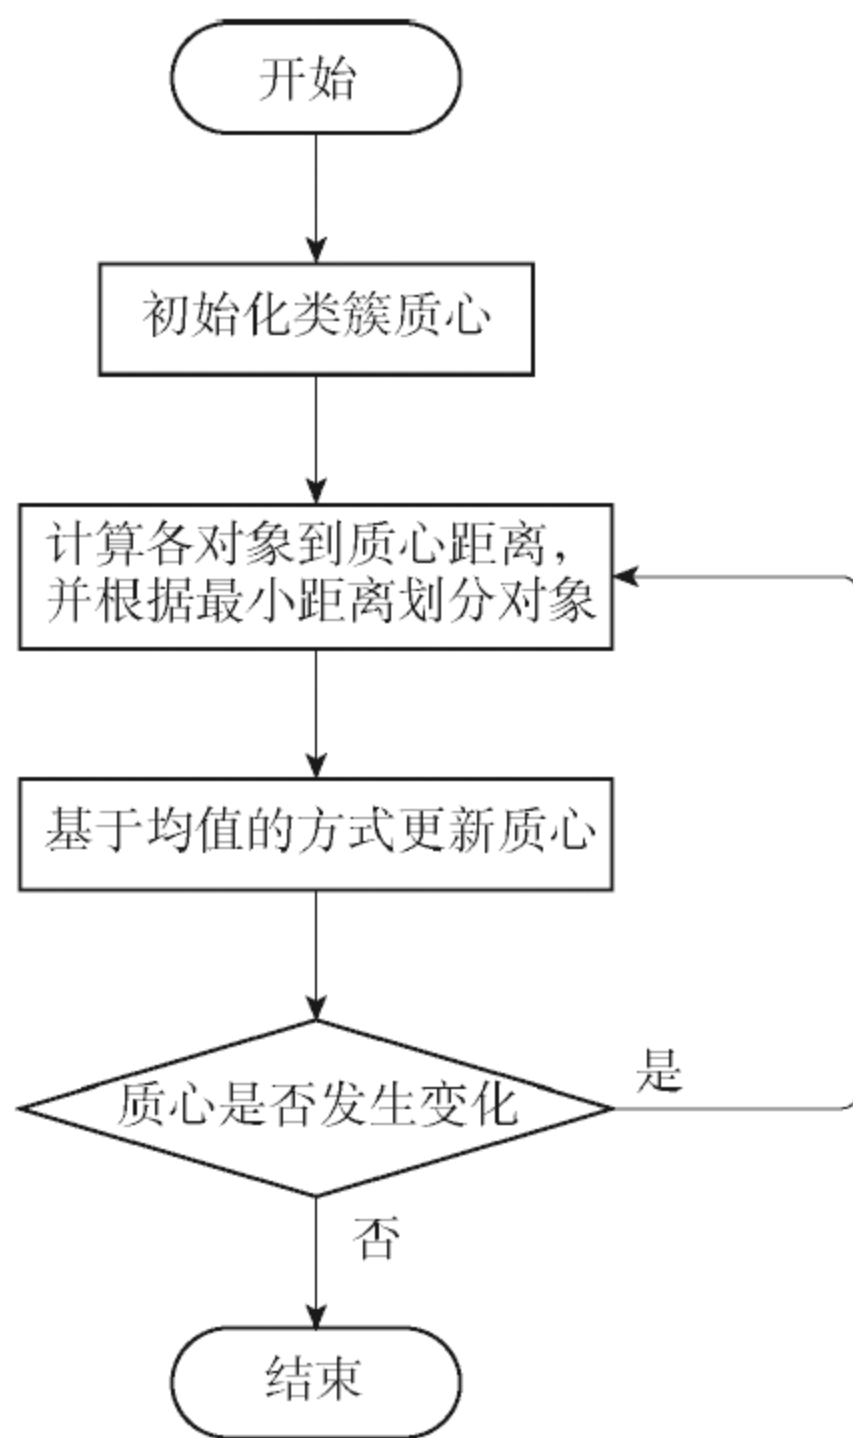 开始
初始化类簇质心
计算各对象到质心距离，
并根据最小距离划分对象
基于均值的方式更新质心
质心是否发生变化
是
否
结束